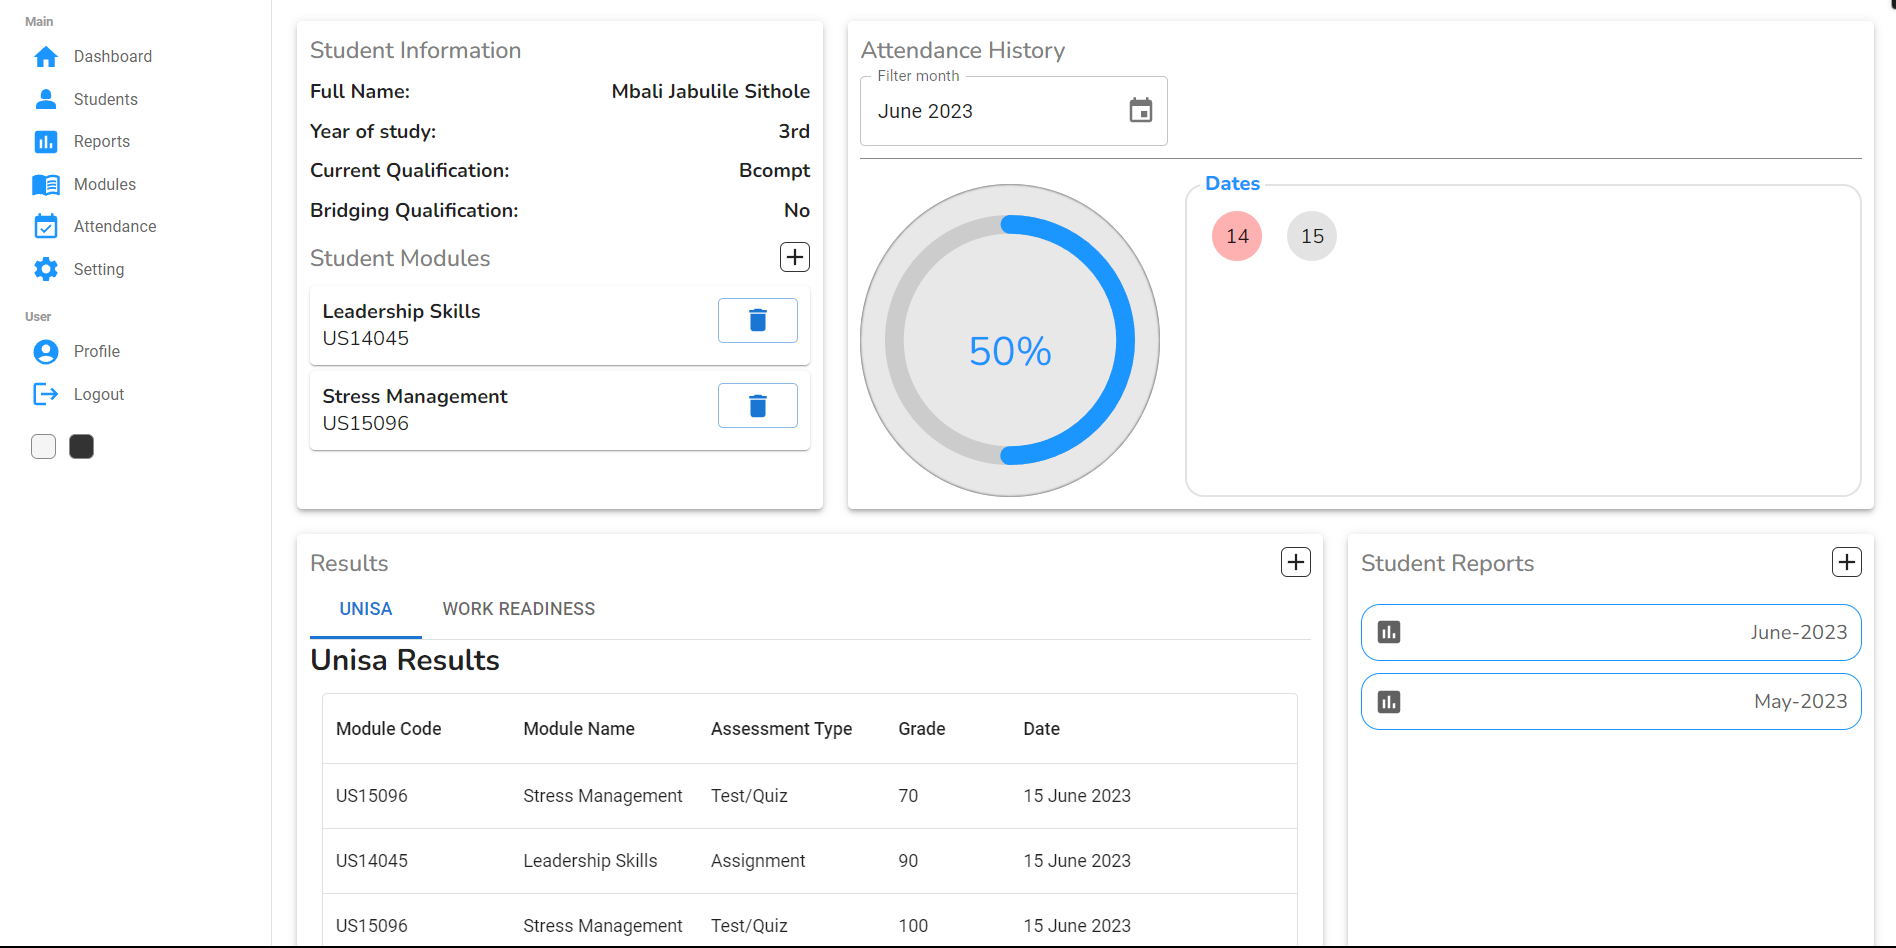 Main
Dashboard
Students
Reports
Modules
Attendance
Setting
User
Profile
Logout
Student Information
Full Name: Mbali Jabulile Sithole
Year of study: 3rd
Current Qualification: Bcompt
Bridging Qualification: No
Student Modules
Leadership Skills
US14045
Stress Management
US15096
Attendance History
Filter month
June 2023
50%
Dates
14 15
Results
UNISA WORK READINESS
Unisa Results
Module Code Module Name Assessment Type Grade Date
US15096 Stress Management Test/Quiz 70 15 June 2023
US14045 Leadership Skills Assignment 90 15 June 2023
US15096 Stress Management Test/Quiz 100 15 June 2023
Student Reports
June-2023
May-2023